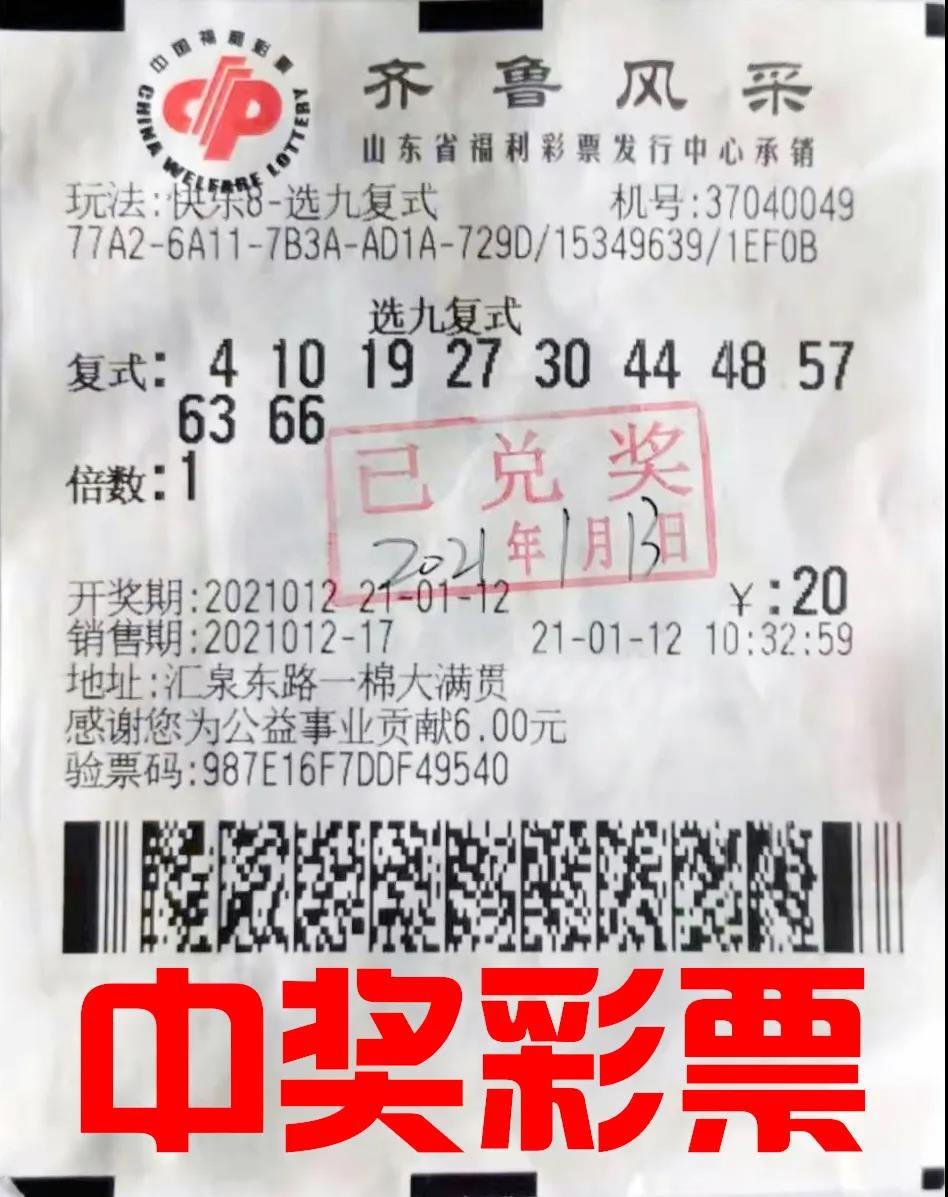 中国福利彩票
CHINA WELFARE LOTTERY
齐鲁风采
山东省福利彩票发行中心承销
玩法:快乐8-选九复式 机号:37040049
77A2-6A11-7B3A-AD1A-729D/15349639/1EF0B
选九复式
复式: 4 10 19 27 30 44 48 57
63 66
倍数:1
已兑奖
2021年1月13日
开奖期:2021012 21-01-12 ¥:20
销售期:2021012-17 21-01-12 10:32:59
地址:汇泉东路一棉大满贯
感谢您为公益事业贡献6.00元
验票码:987E16F7DDF49540
中奖彩票